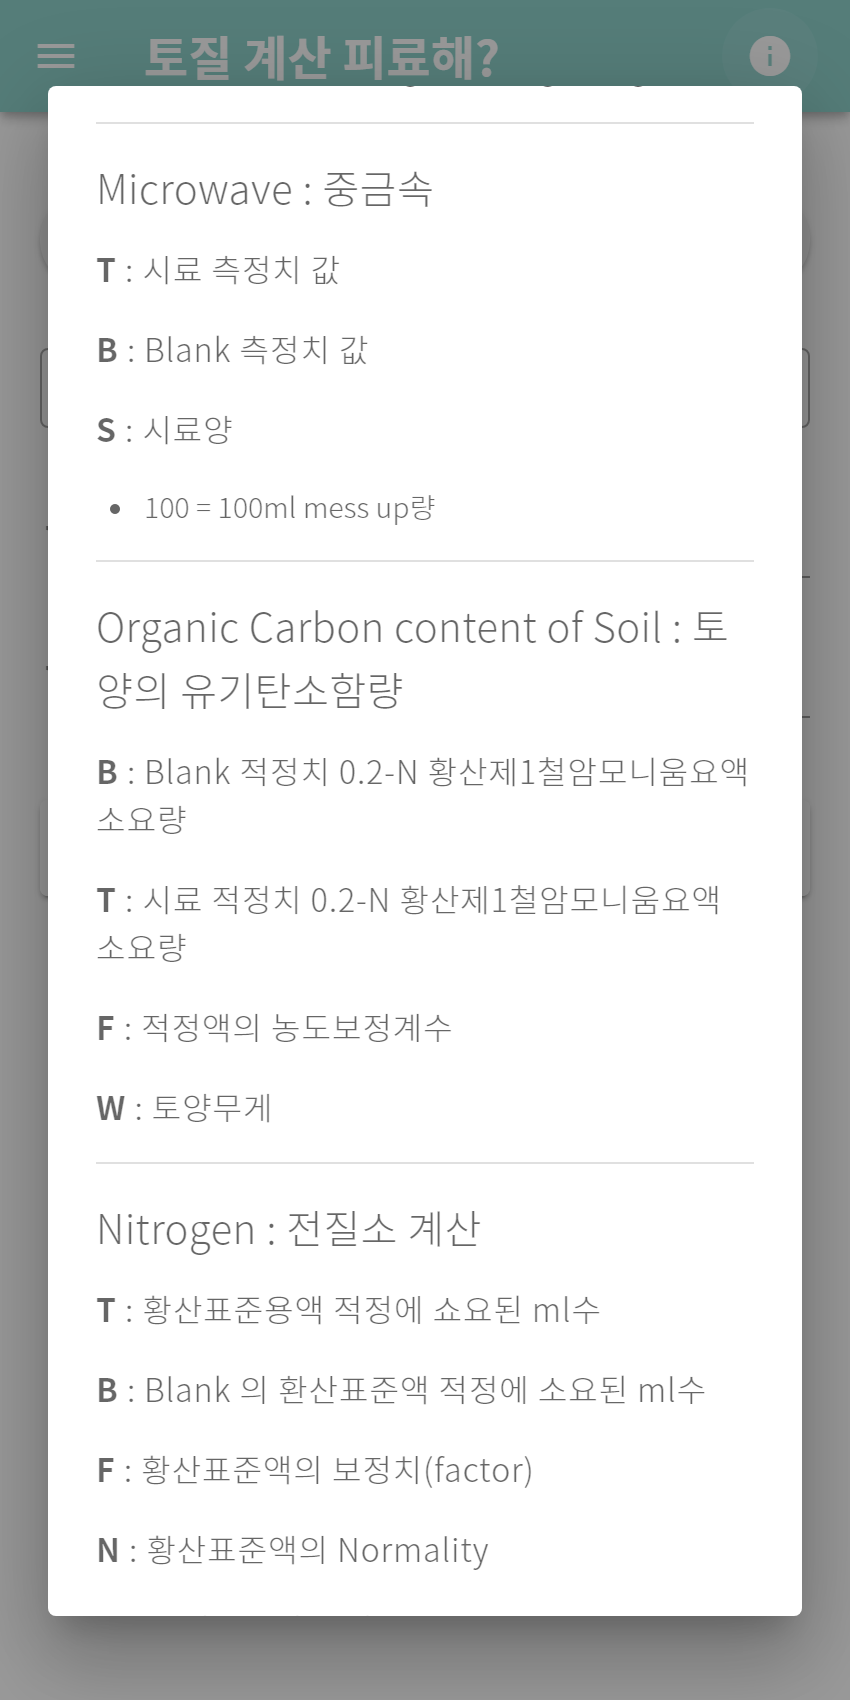 토질 계산 피료해?
Microwave : 중금속
T : 시료 측정치 값
B : Blank 측정치 값
S : 시료양
• 100 = 100ml mess up량
Organic Carbon content of Soil : 토
양의 유기탄소함량
B : Blank 적정치 0.2-N 황산제1철암모니움요액
소요량
T : 시료 적정치 0.2-N 황산제1철암모니움요액
소요량
F : 적정액의 농도보정계수
W : 토양무게
Nitrogen : 전질소 계산
T : 황산표준용액 적정에 쇼요된 ml수
B : Blank 의 환산표준액 적정에 소요된 ml수
F : 황산표준액의 보정치(factor)
N : 황산표준액의 Normality